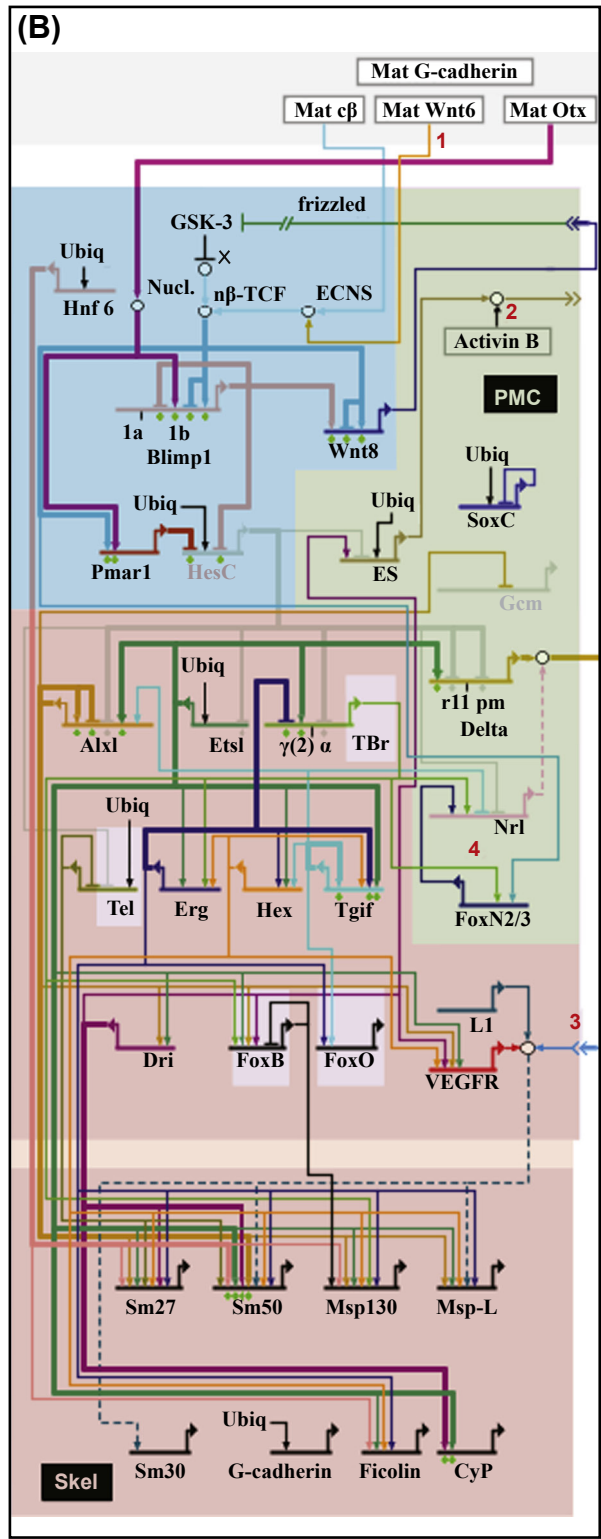 (B)
Mat G-cadherin
Mat cβ Mat Wnt6 Mat Otx
1
frizzled
GSK-3
Ubiq X
Nucl. nβ-TCF ECNS
Hnf 6
2
Activin B
PMC
1a 1b
Blimp1
Wnt8
Ubiq
SoxC
Ubiq Ubiq
Pmar1 HesC ES
Gcm
Ubiq
r11 pm
Delta
Alxl Etsl γ(2) α TBr
Ubiq
Nrl
4
Tel Erg Hex Tgif
FoxN2/3
L1
3
Dri FoxB FoxO
VEGFR
Sm27 Sm50 Msp130 Msp-L
Ubiq
Sm30 G-cadherin Ficolin CyP
Skel